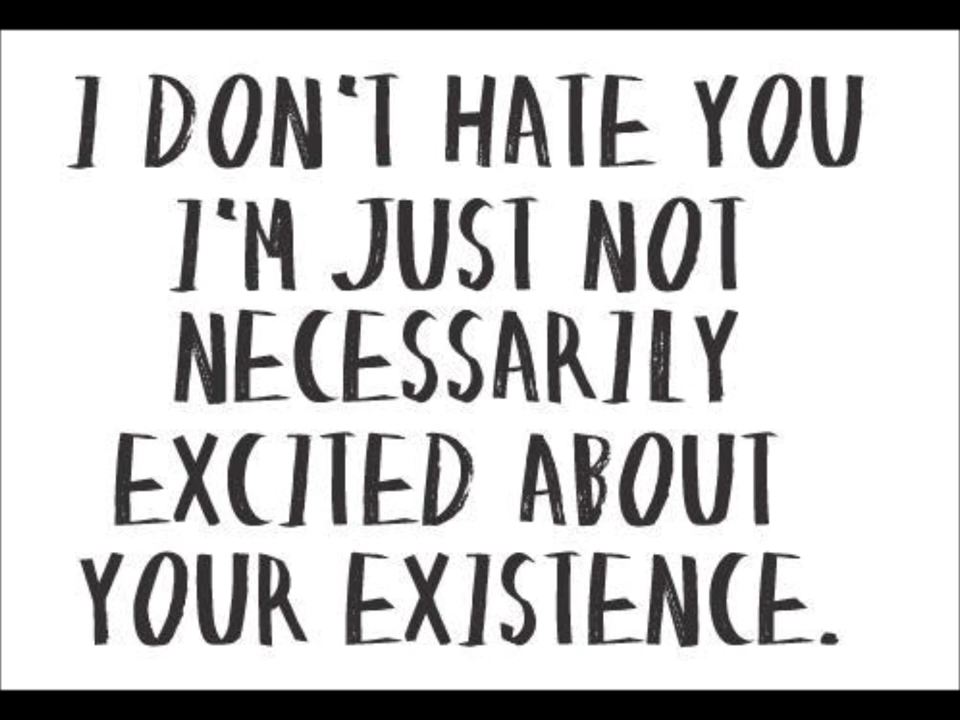 I DON'T HATE YOU
I'M JUST NOT
NECESSARILY
EXCITED ABOUT
YOUR EXISTENCE.